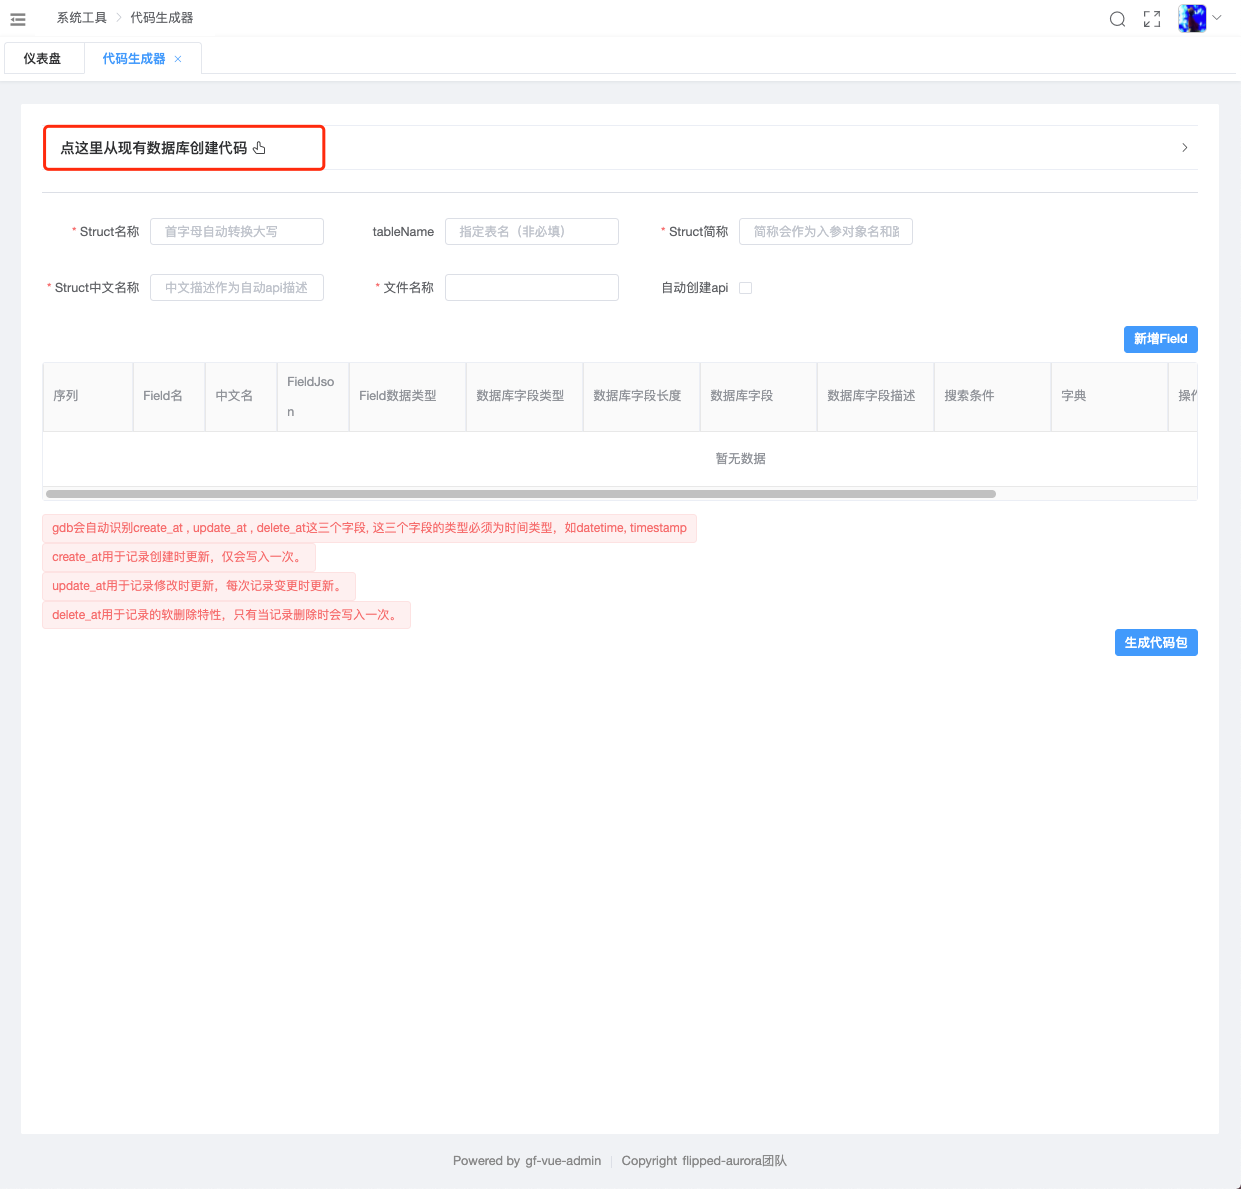 系统工具 代码生成器
仪表盘 代码生成器
点这里从现有数据库创建代码
* Struct名称 首字母自动转换大写 tableName 指定表名（非必填） * Struct简称 简称会作为入参对象名和
* Struct中文名称 中文描述作为自动api描述 * 文件名称 自动创建api
新增Field
序列 Field名 中文名 FieldJson Field数据类型 数据库字段类型 数据库字段长度 数据库字段 数据库字段描述 搜索条件 字典 操作
暂无数据
gdb会自动识别create_at , update_at , delete_at这三个字段, 这三个字段的类型必须为时间类型，如datetime, timestamp
create_at用于记录创建时更新，仅会写入一次。
update_at用于记录修改时更新，每次记录变更时更新。
delete_at用于记录的软删除特性，只有当记录删除时会写入一次。
生成代码包
Powered by gf-vue-admin Copyright flipped-aurora团队